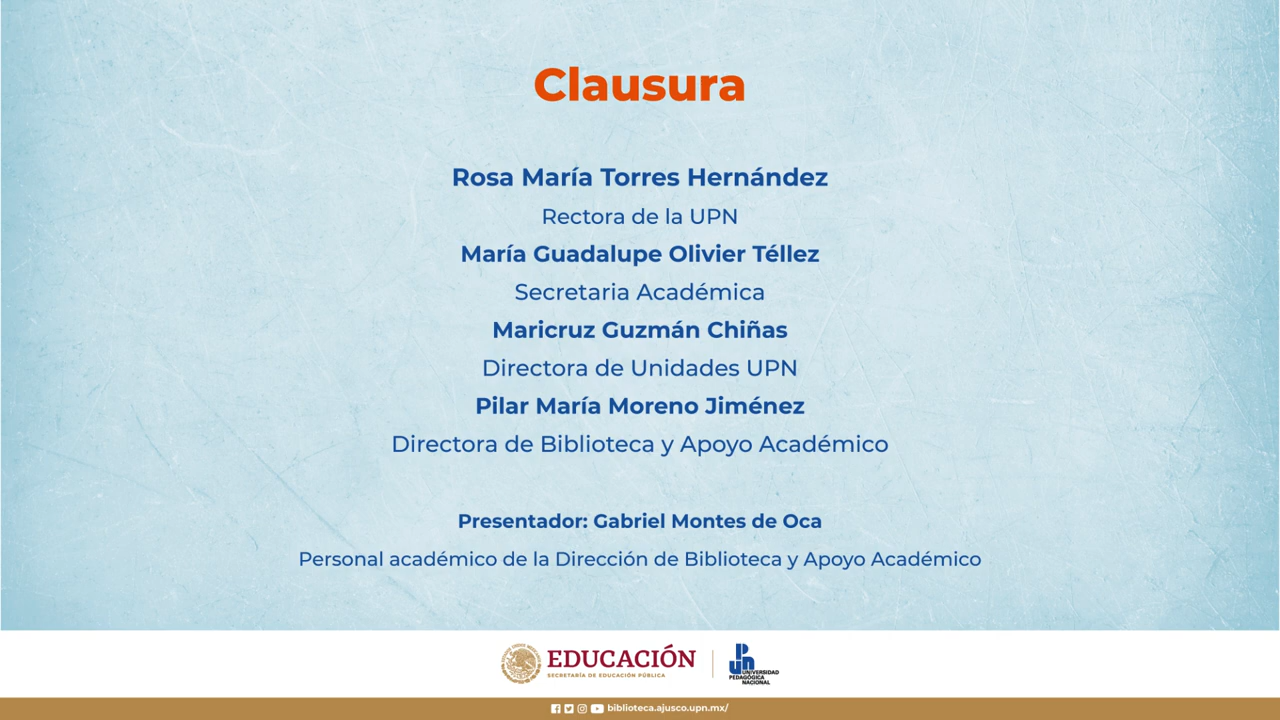 Clausura
Rosa María Torres Hernández
Rectora de la UPN
María Guadalupe Olivier Téllez
Secretaria Académica
Maricruz Guzmán Chiñas
Directora de Unidades UPN
Pilar María Moreno Jiménez
Directora de Biblioteca y Apoyo Académico
Presentador: Gabriel Montes de Oca
Personal académico de la Dirección de Biblioteca y Apoyo Académico
EDUCACIÓN
SECRETARÍA DE EDUCACIÓN PÚBLICA
UPN
UNIVERSIDAD
PEDAGÓGICA
NACIONAL
biblioteca.ajusco.upn.mx/